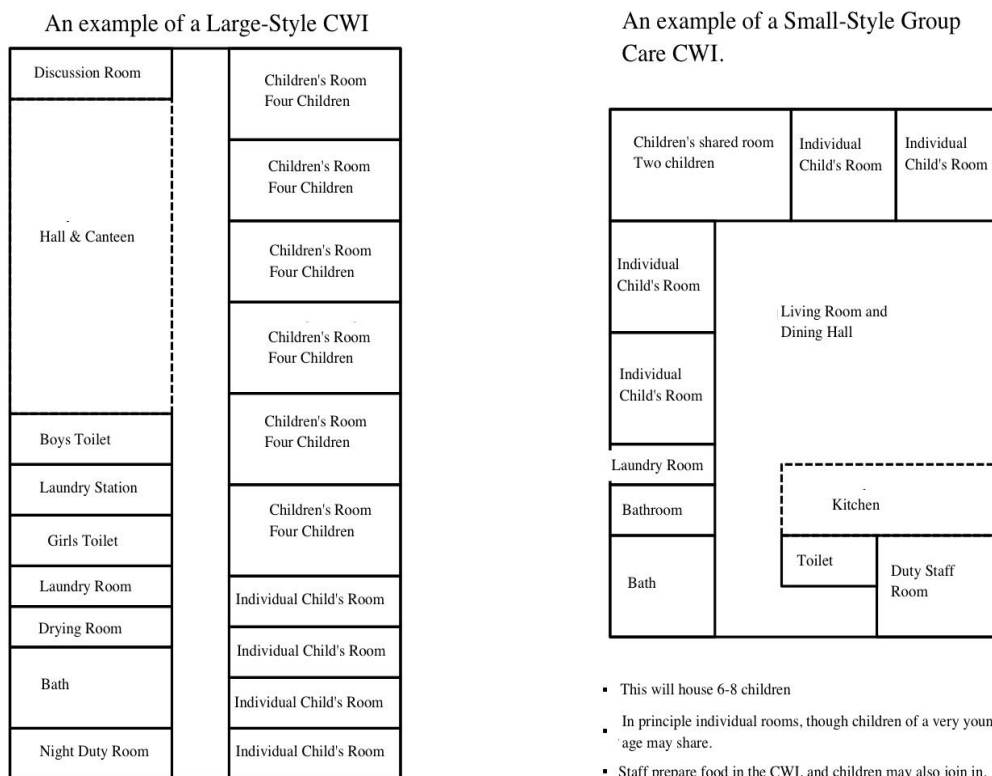 An example of a Large-Style CWI
Discussion Room
Hall & Canteen
Boys Toilet
Laundry Station
Girls Toilet
Laundry Room
Drying Room
Bath
Night Duty Room
Children's Room
Four Children
Children's Room
Four Children
Children's Room
Four Children
Children's Room
Four Children
Children's Room
Four Children
Children's Room
Four Children
Individual Child's Room
Individual Child's Room
Individual Child's Room
Individual Child's Room
An example of a Small-Style Group
Care CWI.
Children's shared room
Two children
Individual
Child's Room
Individual
Child's Room
Individual
Child's Room
Living Room and
Dining Hall
Individual
Child's Room
Laundry Room
Bathroom
Bath
Kitchen
Toilet
Duty Staff
Room
▪ This will house 6-8 children
▪ In principle individual rooms, though children of a very youn
age may share.
▪ Staff prepare food in the CWI, and children may also join in.